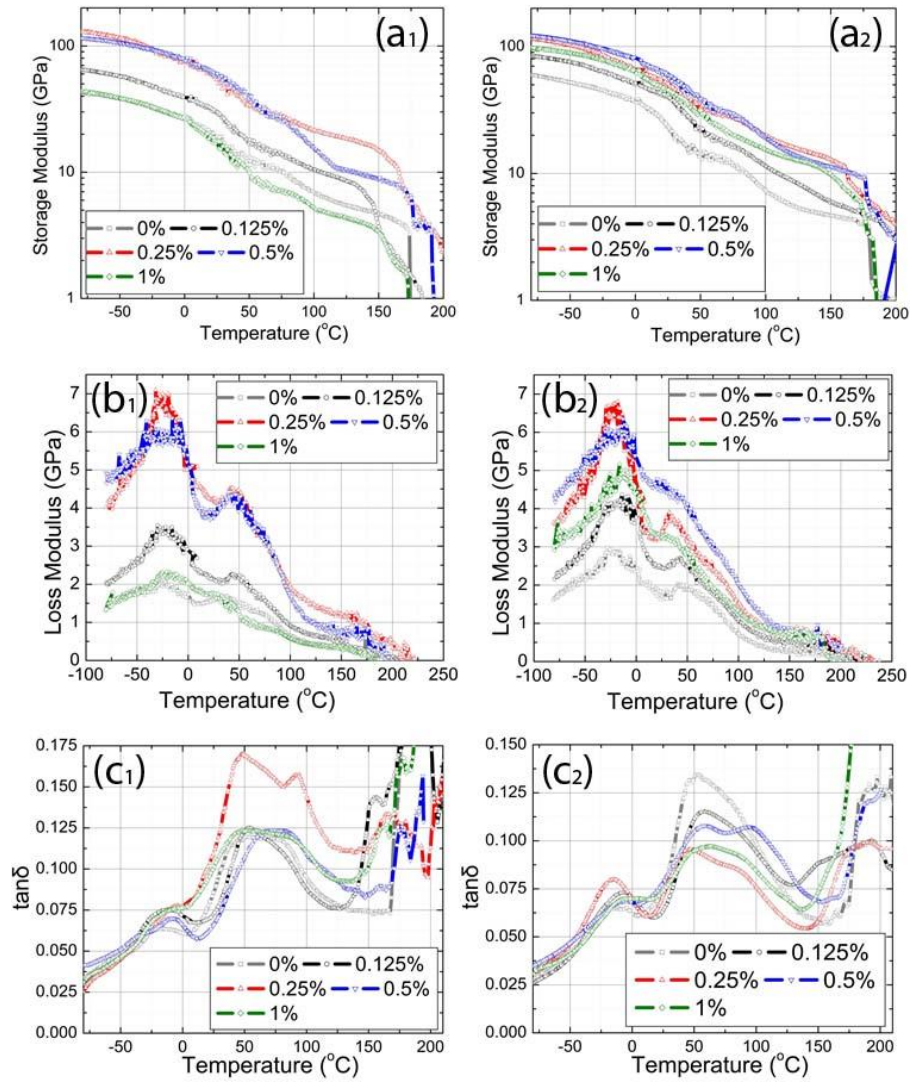 (a1)
Storage Modulus (GPa)
100
10
1
0% 0.125%
0.25% 0.5%
1%
-50 0 50 100 150 200
Temperature (°C)
(a2)
Storage Modulus (GPa)
100
10
1
0% 0.125%
0.25% 0.5%
1%
-50 0 50 100 150 200
Temperature (°C)
(b1)
Loss Modulus (GPa)
7
6
5
4
3
2
1
0
0% 0.125%
0.25% 0.5%
1%
-100 -50 0 50 100 150 200 250
Temperature (°C)
(b2)
Loss Modulus (GPa)
7
6
5
4
3
2
1
0
0% 0.125%
0.25% 0.5%
1%
-100 -50 0 50 100 150 200 250
Temperature (°C)
(c1)
tanδ
0.175
0.150
0.125
0.100
0.075
0.050
0.025
0.000
0% 0.125%
0.25% 0.5%
1%
-50 0 50 100 150 200
Temperature (°C)
(c2)
tanδ
0.150
0.125
0.100
0.075
0.050
0.025
0.000
0% 0.125%
0.25% 0.5%
1%
-50 0 50 100 150 200
Temperature (°C)